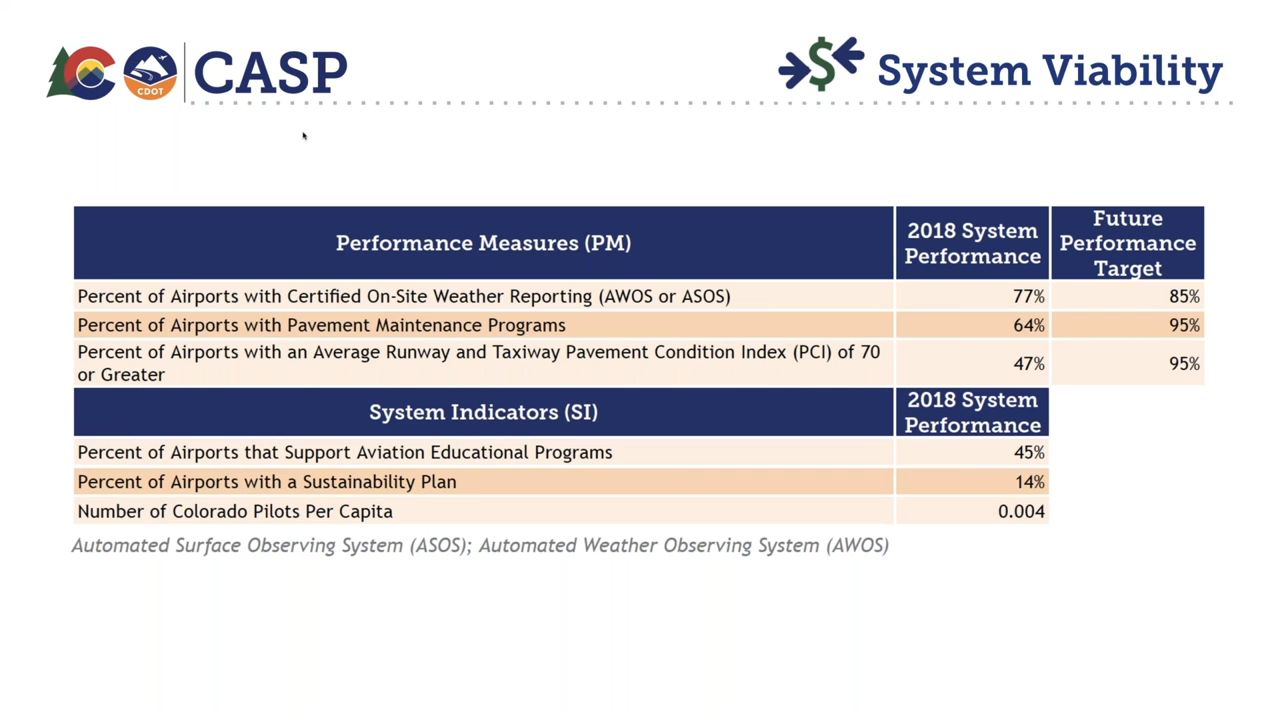 CDOT
CASP
System Viability
Performance Measures (PM)
2018 System
Performance
Future
Performance
Target
Percent of Airports with Certified On-Site Weather Reporting (AWOS or ASOS)
77%
85%
Percent of Airports with Pavement Maintenance Programs
64%
95%
Percent of Airports with an Average Runway and Taxiway Pavement Condition Index (PCI) of 70
or Greater
47%
95%
System Indicators (SI)
2018 System
Performance
Percent of Airports that Support Aviation Educational Programs
45%
Percent of Airports with a Sustainability Plan
14%
Number of Colorado Pilots Per Capita
0.004
Automated Surface Observing System (ASOS); Automated Weather Observing System (AWOS)